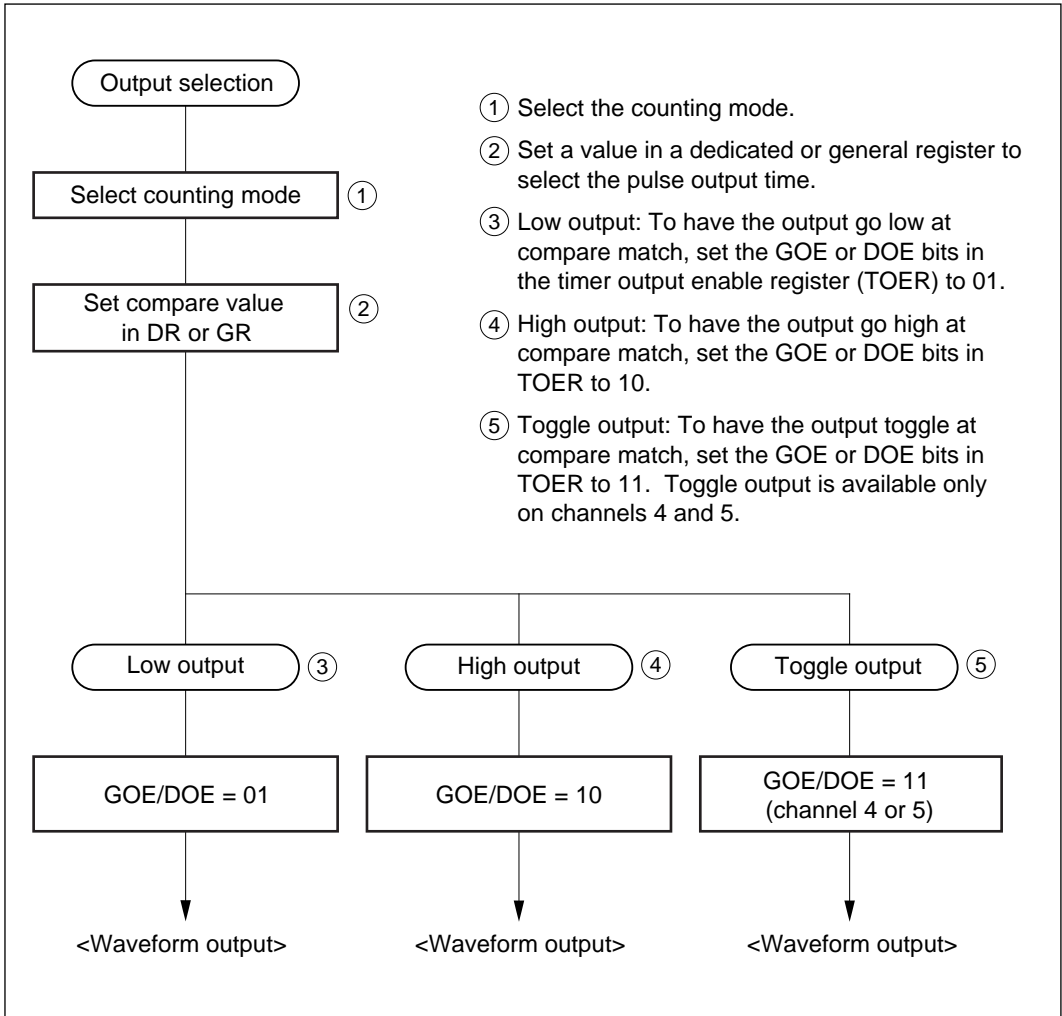 Output selection
Select counting mode ①
Set compare value ②
in DR or GR
① Select the counting mode.
② Set a value in a dedicated or general register to
select the pulse output time.
③ Low output: To have the output go low at
compare match, set the GOE or DOE bits in
the timer output enable register (TOER) to 01.
④ High output: To have the output go high at
compare match, set the GOE or DOE bits in
TOER to 10.
⑤ Toggle output: To have the output toggle at
compare match, set the GOE or DOE bits in
TOER to 11. Toggle output is available only
on channels 4 and 5.
Low output ③
High output ④
Toggle output ⑤
GOE/DOE = 01
GOE/DOE = 10
GOE/DOE = 11
(channel 4 or 5)
<Waveform output>
<Waveform output>
<Waveform output>